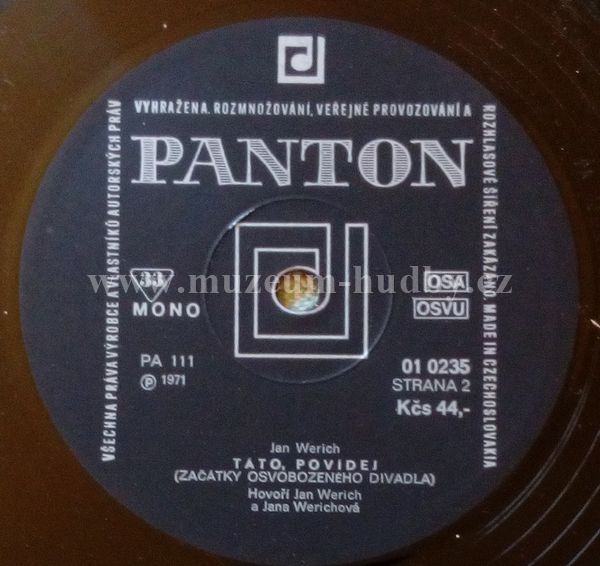 VŠECHNA PRÁVA VÝROBCE A VLASTNÍKŮ AUTORSKÝCH PRÁV
VYHRAŽENA. ROZMNOŽOVÁNÍ, VEŘEJNÉ PROVOZOVÁNÍ A
ROZHLASOVÉ ŠÍŘENÍ ZAKÁZÁNO. MADE IN CZECHOSLOVAKIA
PANTON
33
MONO
OSA
OSVU
www.muzeum-hudby.cz
PA 111
Ⓟ 1971
01 0235
STRANA 2
Kčs 44,-
Jan Werich
TÁTO, POVÍDEJ
(ZAČÁTKY OSVOBOZENÉHO DIVADLA)
Hovoří Jan Werich
a Jana Werichová